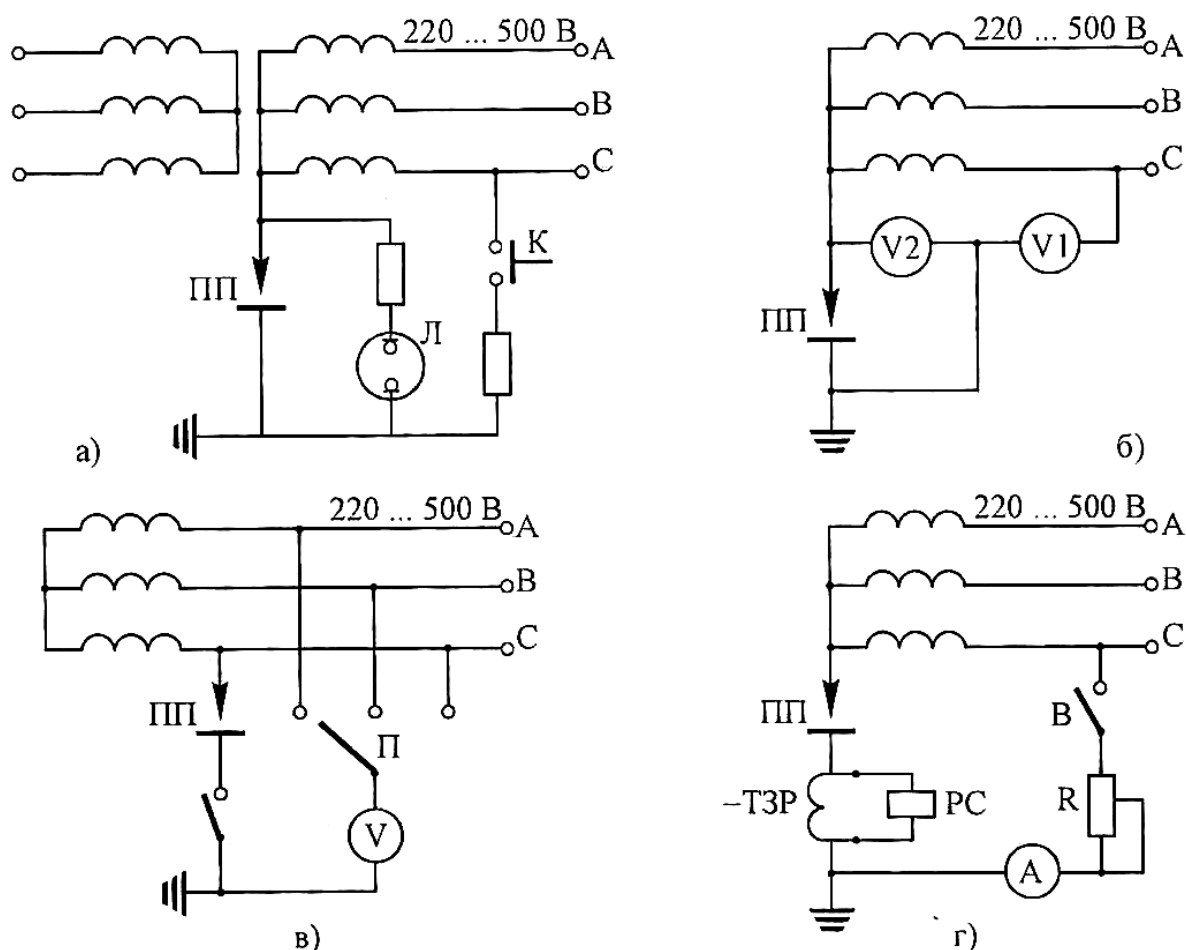 220 ... 500 В
А
В
С
К
ПП
Л
а)
220 ... 500 В
А
В
С
V2
V1
ПП
б)
220 ... 500 В
А
В
С
ПП
П
V
в)
220 ... 500 В
А
В
С
ПП
В
–ТЗР
РС
R
А
г)